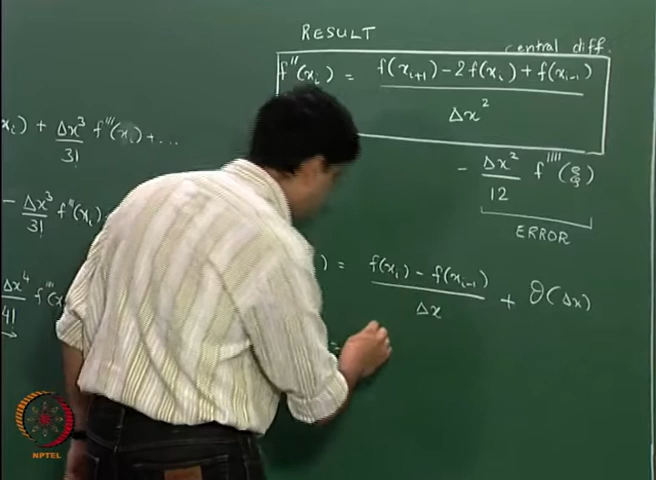 RESULT
central diff.
f''(xᵢ) = f(xᵢ₊₁) - 2f(xᵢ) + f(xᵢ₋₁) / Δx²
xᵢ) + Δx³/3! f'''(xᵢ) + ....
- Δx²/12 f''''(ξ)
ERROR
- Δx³/3! f'''(xᵢ)
) = f(xᵢ) - f(xᵢ₋₁) / Δx + O(Δx)
Δx⁴/4!
=
NPTEL